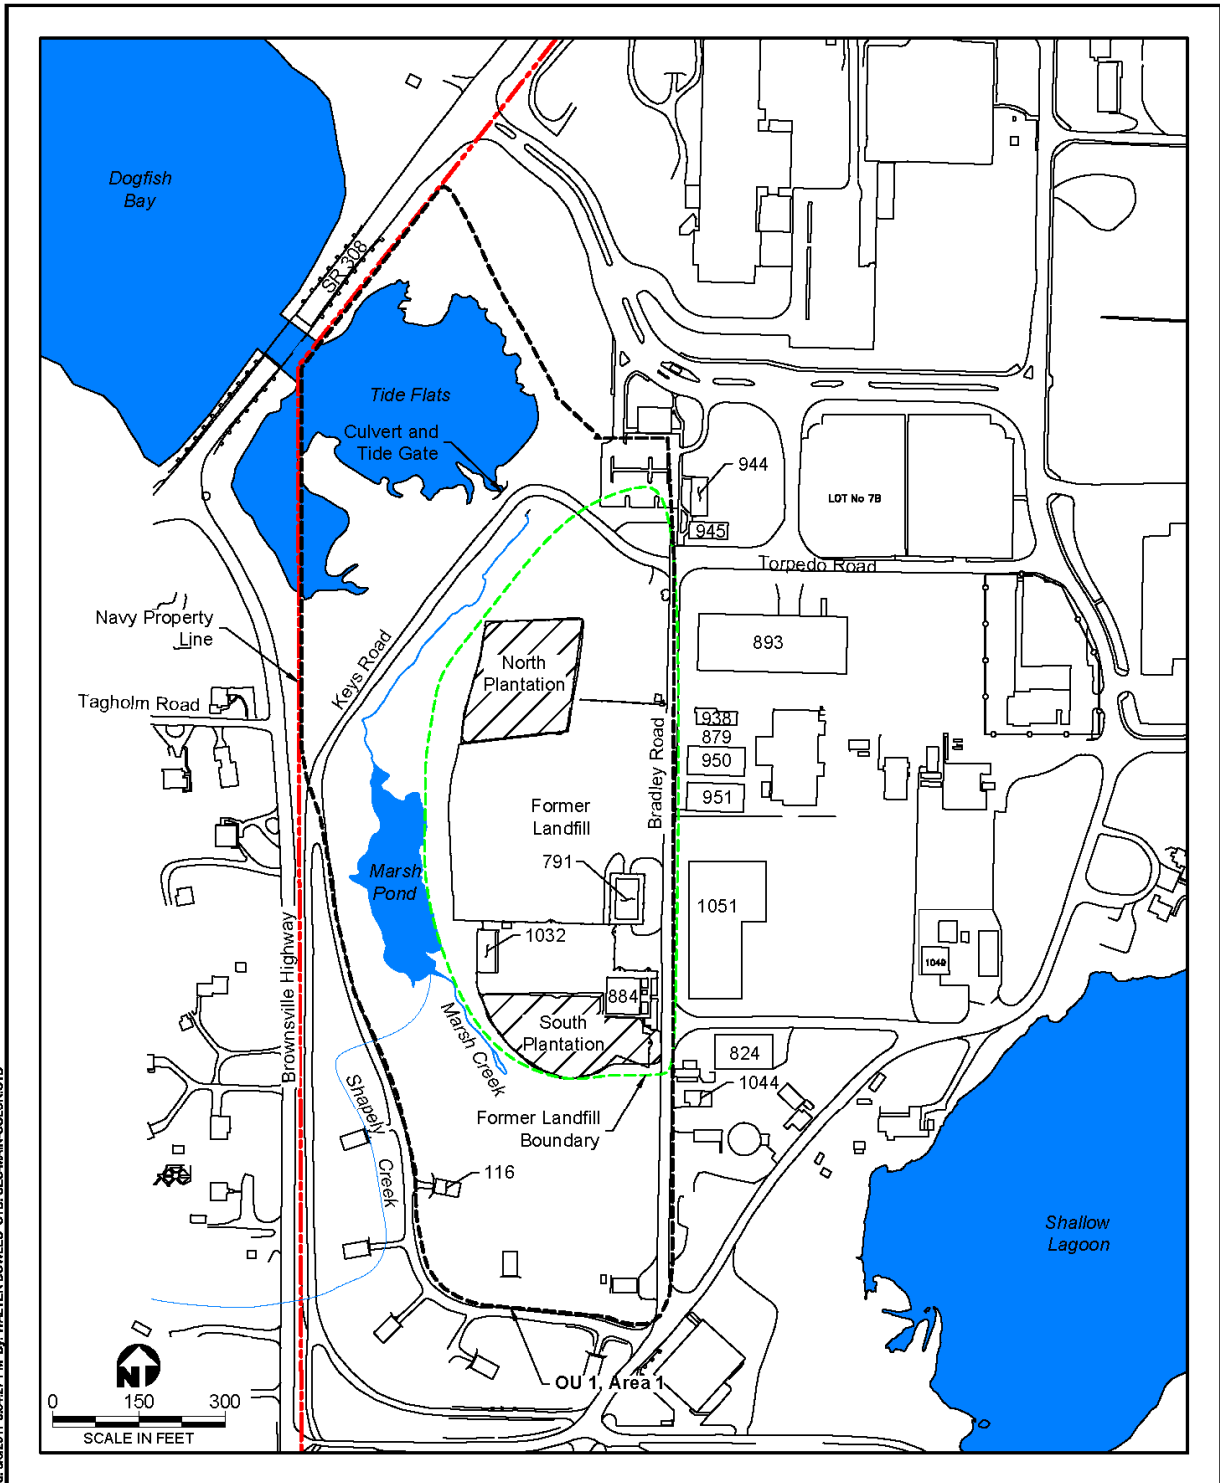 Dogfish
Bay
SR 308
Tide Flats
Culvert and
Tide Gate
944
LOT No 7B
945
Torpedo Road
Navy Property
Line
893
North
Plantation
Keys Road
Tagholm Road
938
879
950
951
Bradley Road
Former
Landfill
791
Marsh
Pond
1051
1032
Brownsville Highway
1049
884
South
Plantation
Marsh Creek
824
1044
Shapely
Creek
Former Landfill
Boundary
116
Shallow
Lagoon
N
OU 1, Area 1
0 150 300
SCALE IN FEET